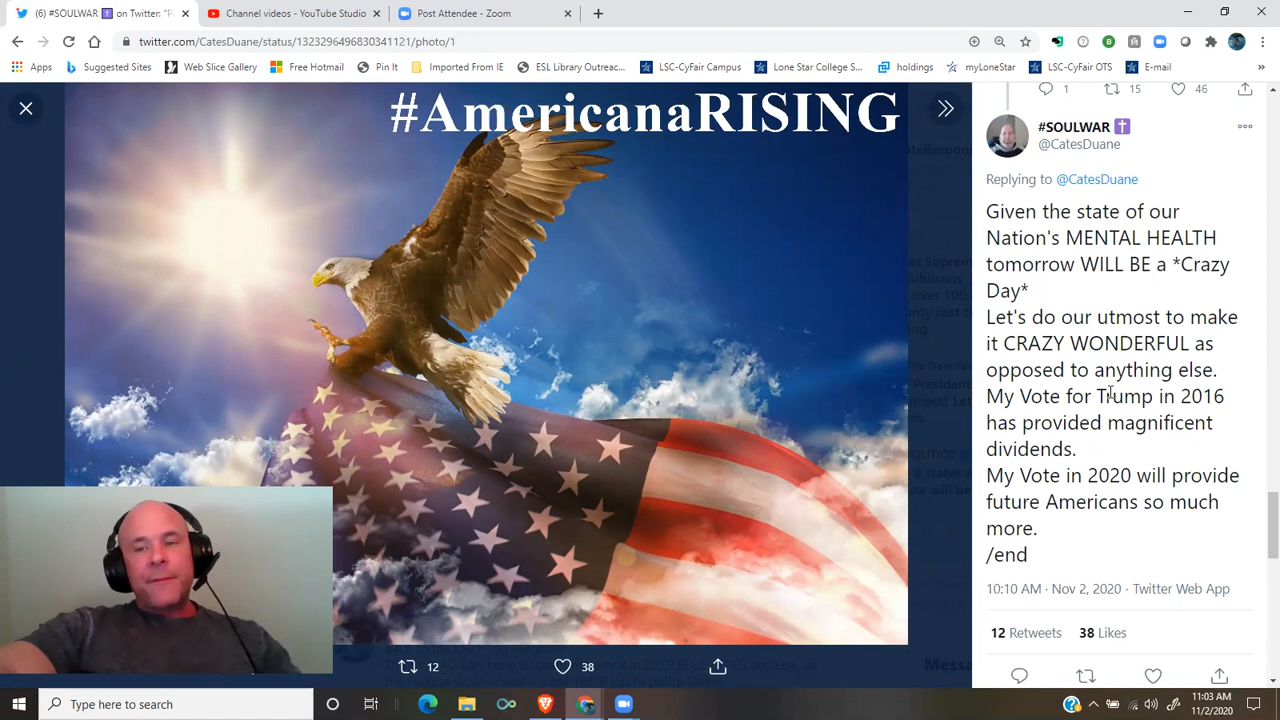 (6) #SOULWAR ✝ on Twitter: "P
Channel videos - YouTube Studio
Post Attendee - Zoom
twitter.com/CatesDuane/status/1323296496830341121/photo/1
Apps
Suggested Sites
Web Slice Gallery
Free Hotmail
Pin It
Imported From IE
ESL Library Outreac...
LSC-CyFair Campus
Lone Star College S...
holdings
myLoneStar
LSC-CyFair OTS
E-mail
»
#AmericanaRISING
1
15
46
#SOULWAR ✝
@CatesDuane
Replying to @CatesDuane
Given the state of our
Nation's MENTAL HEALTH
tomorrow WILL BE a *Crazy
Day*
Let's do our utmost to make
it CRAZY WONDERFUL as
opposed to anything else.
My Vote for Trump in 2016
has provided magnificent
dividends.
My Vote in 2020 will provide
future Americans so much
more.
/end
10:10 AM · Nov 2, 2020 · Twitter Web App
12 Retweets 38 Likes
12
38
Type here to search
11:03 AM
11/2/2020